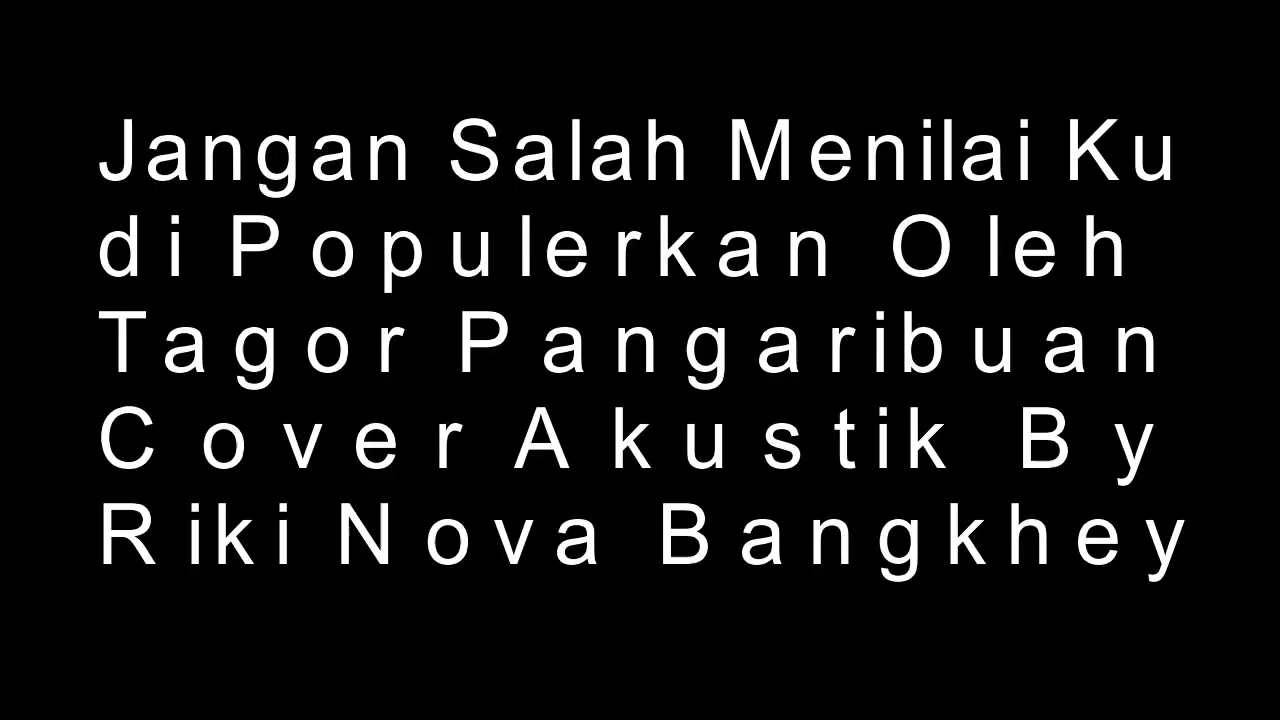 Jangan Salah Menilai Ku
di Populerkan Oleh
Tagor Pangaribuan
Cover Akustik By
Riki Nova Bangkhey